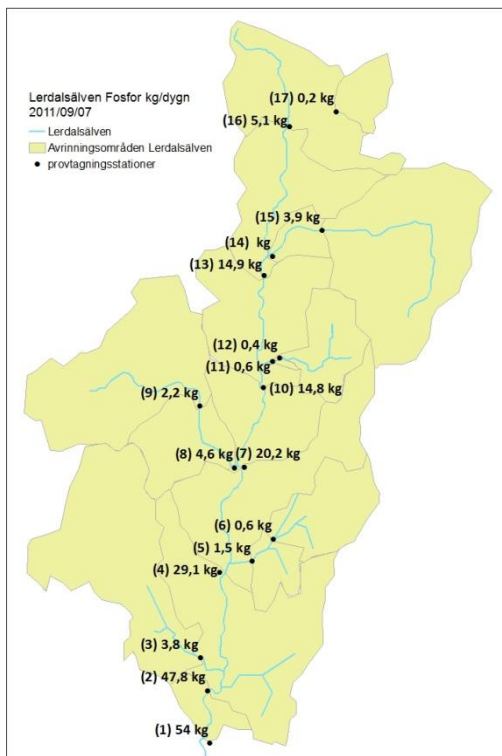 Lerdalsälven Fosfor kg/dygn
2011/09/07
Lerdalsälven
Avrinningsområden Lerdalsälven
provtagningsstationer
(17) 0,2 kg
(16) 5,1 kg
(15) 3,9 kg
(14) kg
(13) 14,9 kg
(12) 0,4 kg
(11) 0,6 kg
(10) 14,8 kg
(9) 2,2 kg
(8) 4,6 kg (7) 20,2 kg
(6) 0,6 kg
(5) 1,5 kg
(4) 29,1 kg
(3) 3,8 kg
(2) 47,8 kg
(1) 54 kg